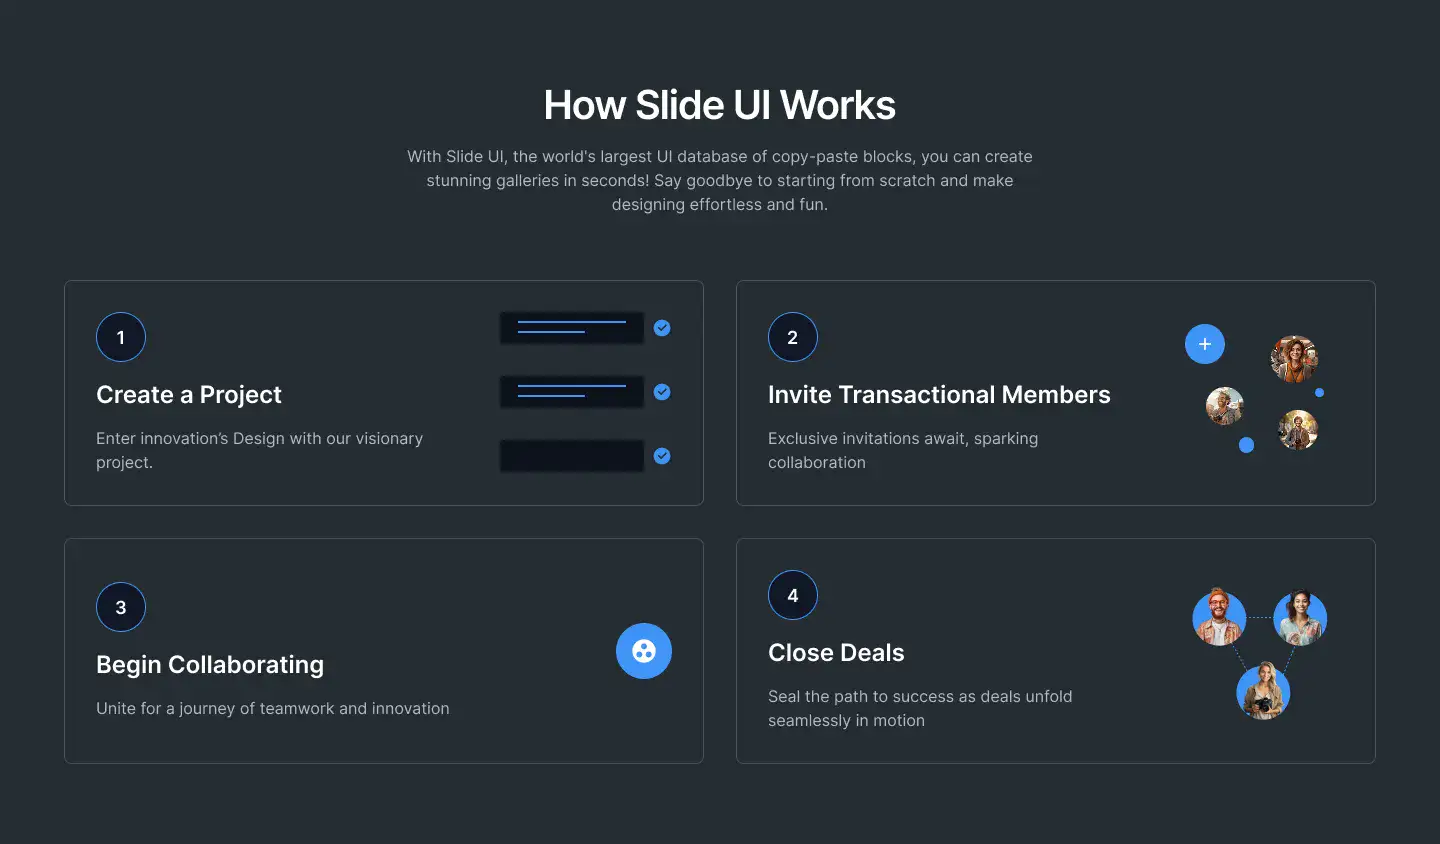 How Slide UI Works
With Slide UI, the world's largest UI database of copy-paste blocks, you can create
stunning galleries in seconds! Say goodbye to starting from scratch and make
designing effortless and fun.
1
Create a Project
Enter innovation’s Design with our visionary
project.
2
Invite Transactional Members
Exclusive invitations await, sparking
collaboration
3
Begin Collaborating
Unite for a journey of teamwork and innovation
4
Close Deals
Seal the path to success as deals unfold
seamlessly in motion